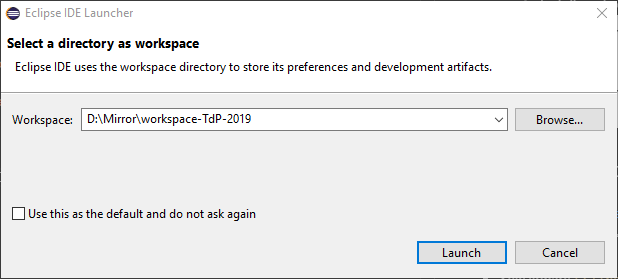 Eclipse IDE Launcher
Select a directory as workspace
Eclipse IDE uses the workspace directory to store its preferences and development artifacts.
Workspace: D:\Mirror\workspace-TdP-2019 Browse...
Use this as the default and do not ask again
Launch Cancel